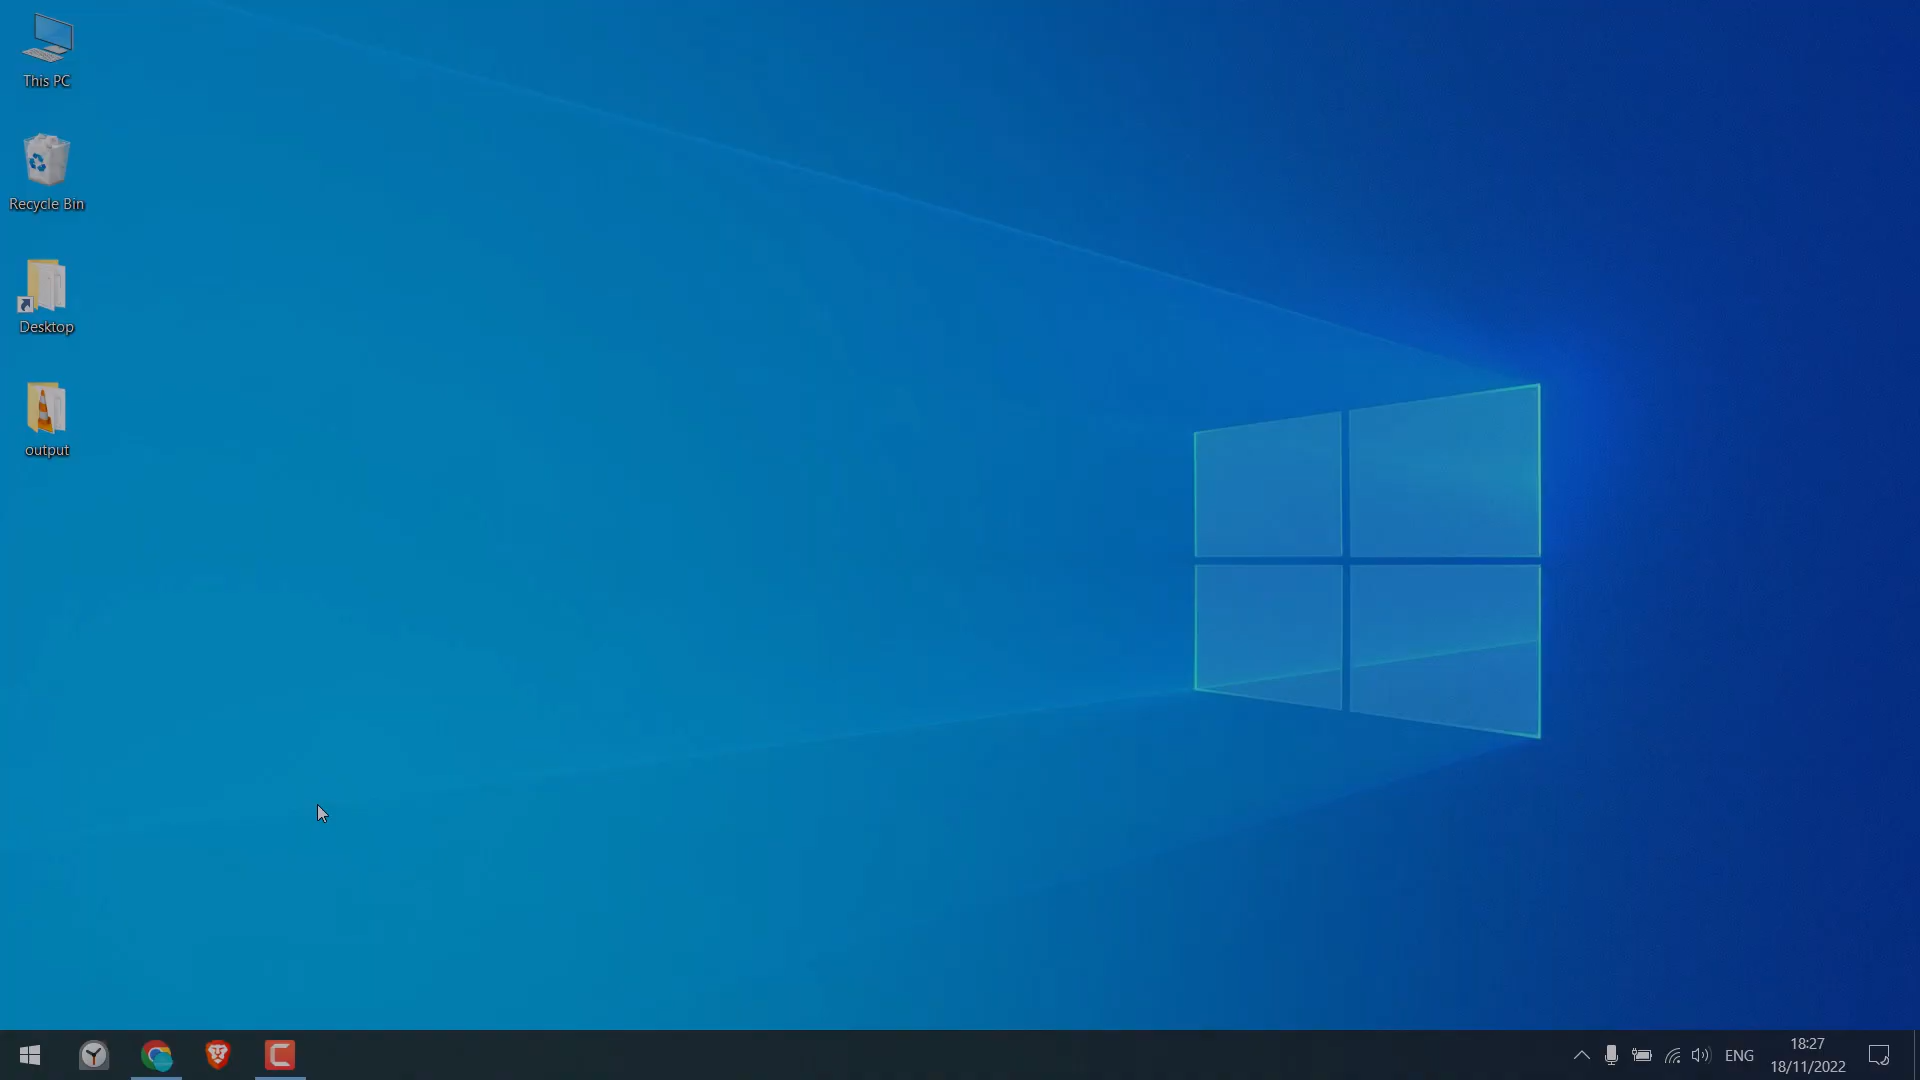 This PC
Recycle Bin
Desktop
output
ENG
18:27
18/11/2022